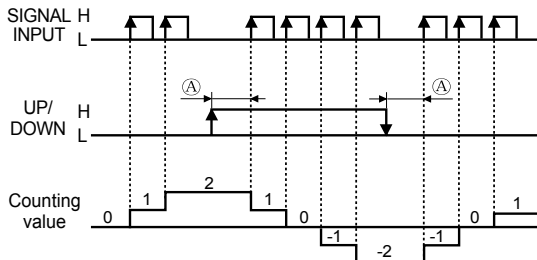 SIGNAL H
INPUT L
Ⓐ Ⓐ
UP/ H
DOWN L
Counting
value
0 1 2 1 0 -1 -2 -1 0 1